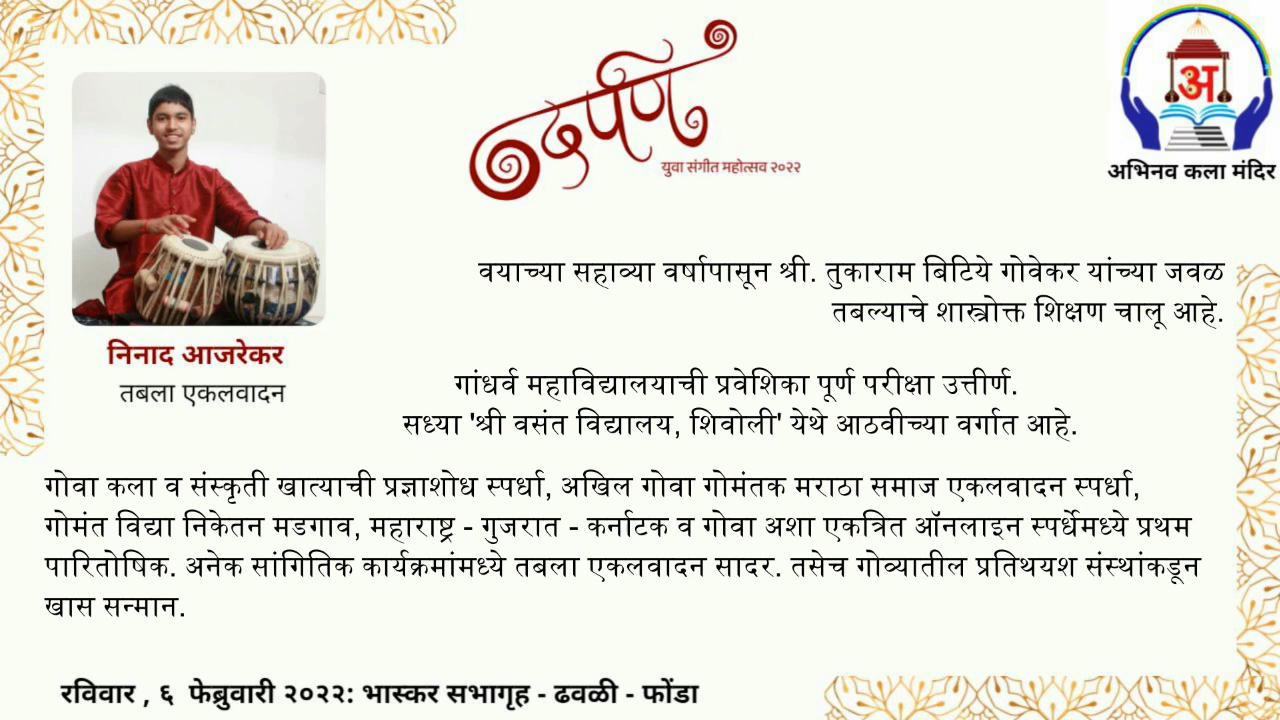 दर्पण
युवा संगीत महोत्सव २०२२
अ
अभिनव कला मंदिर
निनाद आजरेकर
तबला एकलवादन
वयाच्या सहाव्या वर्षापासून श्री. तुकाराम बिटिये गोवेकर यांच्या जवळ
तबल्याचे शास्त्रोक्त शिक्षण चालू आहे.
गांधर्व महाविद्यालयाची प्रवेशिका पूर्ण परीक्षा उत्तीर्ण.
सध्या 'श्री वसंत विद्यालय, शिवोली' येथे आठवीच्या वर्गात आहे.
गोवा कला व संस्कृती खात्याची प्रज्ञाशोध स्पर्धा, अखिल गोवा गोमंतक मराठा समाज एकलवादन स्पर्धा,
गोमंत विद्या निकेतन मडगाव, महाराष्ट्र - गुजरात - कर्नाटक व गोवा अशा एकत्रित ऑनलाइन स्पर्धेमध्ये प्रथम
पारितोषिक. अनेक सांगितिक कार्यक्रमांमध्ये तबला एकलवादन सादर. तसेच गोव्यातील प्रतिथयश संस्थांकडून
खास सन्मान.
रविवार , ६ फेब्रुवारी २०२२: भास्कर सभागृह - ढवळी - फोंडा